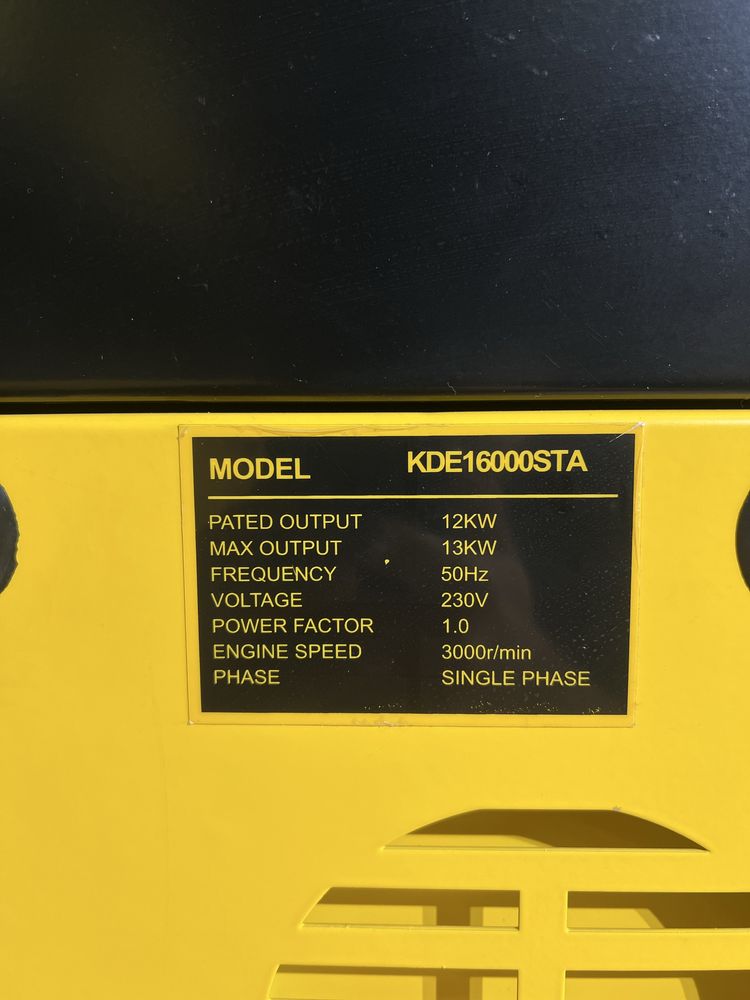 MODEL KDE16000STA
PATED OUTPUT 12KW
MAX OUTPUT 13KW
FREQUENCY 50Hz
VOLTAGE 230V
POWER FACTOR 1.0
ENGINE SPEED 3000r/min
PHASE SINGLE PHASE